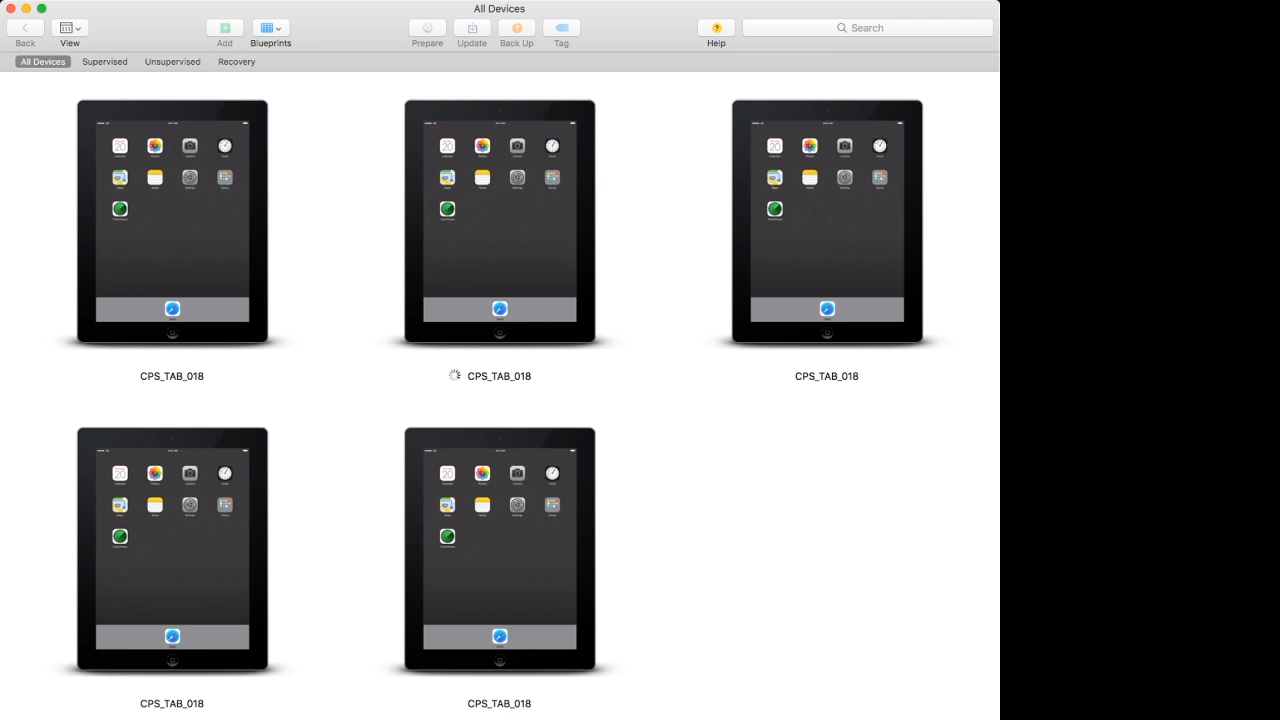 All Devices
Back View Add Blueprints Prepare Update Back Up Tag Help Search
All Devices Supervised Unsupervised Recovery
CPS_TAB_018 CPS_TAB_018 CPS_TAB_018
CPS_TAB_018 CPS_TAB_018